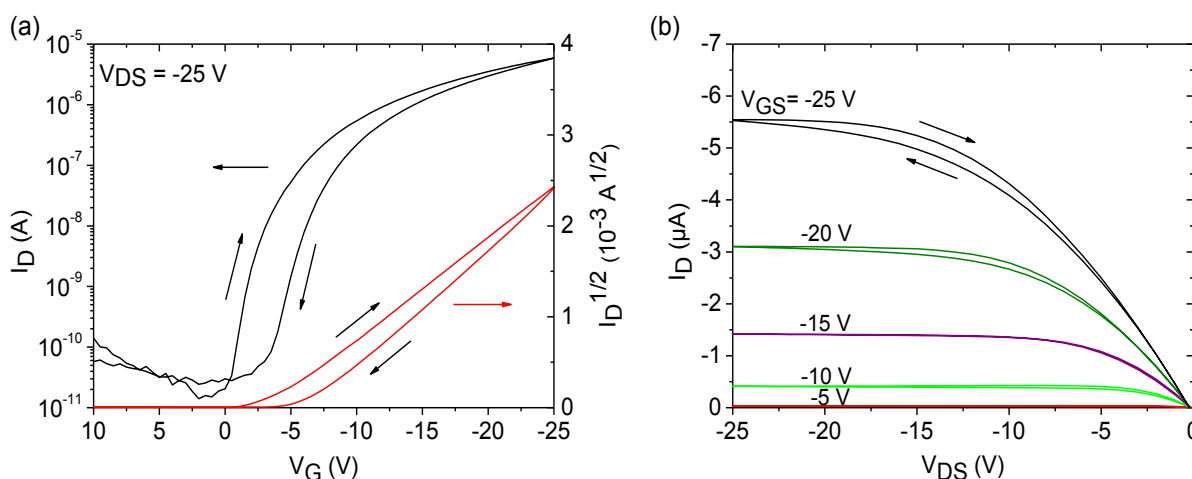 (a)
V_DS = -25 V
10^-5
10^-6
10^-7
10^-8
10^-9
10^-10
10^-11
I_D (A)
10 5 0 -5 -10 -15 -20 -25
V_G (V)
4
3
2
1
0
I_D^1/2 (10^-3 A^1/2)
(b)
V_GS= -25 V
-20 V
-15 V
-10 V
-5 V
-7
-6
-5
-4
-3
-2
-1
0
I_D (µA)
-25 -20 -15 -10 -5 0
V_DS (V)